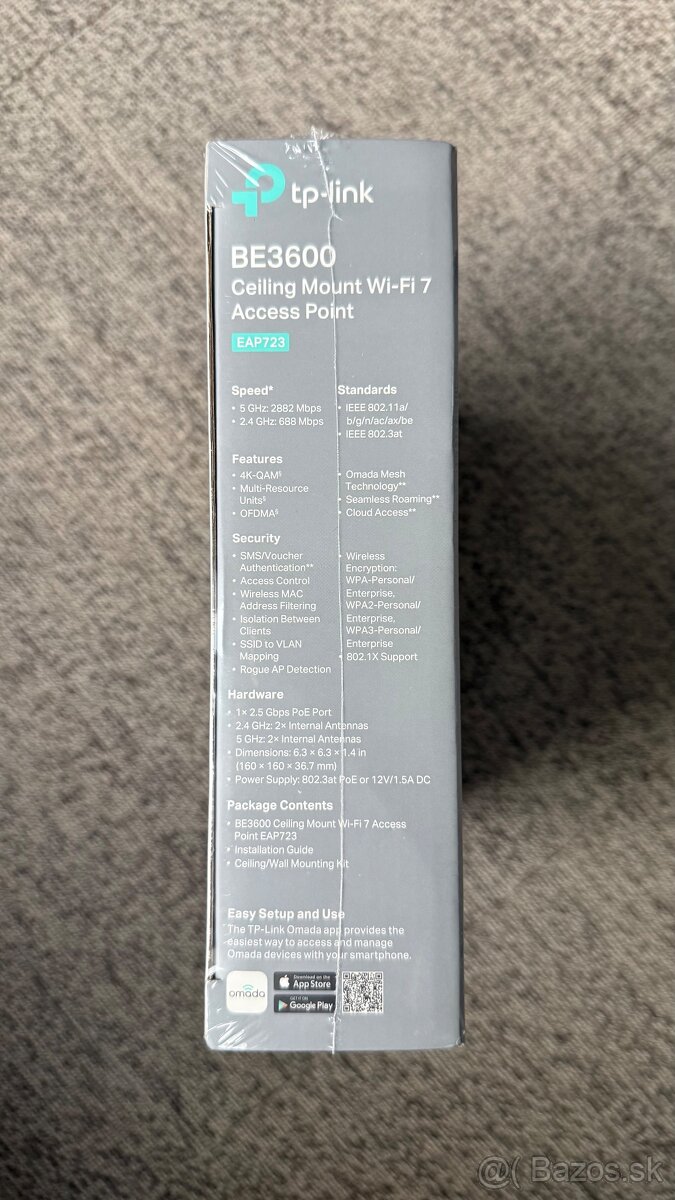 tp-link
BE3600
Ceiling Mount Wi-Fi 7
Access Point
EAP723
Speed*
• 5 GHz: 2882 Mbps
• 2.4 GHz: 688 Mbps
Standards
• IEEE 802.11a/
b/g/n/ac/ax/be
• IEEE 802.3at
Features
• 4K-QAM§
• Multi-Resource
Units§
• OFDMA§
• Omada Mesh
Technology**
• Seamless Roaming**
• Cloud Access**
Security
• SMS/Voucher
Authentication**
• Access Control
• Wireless MAC
Address Filtering
• Isolation Between
Clients
• SSID to VLAN
Mapping
• Rogue AP Detection
• Wireless
Encryption:
WPA-Personal/
Enterprise,
WPA2-Personal/
Enterprise,
WPA3-Personal/
Enterprise
• 802.1X Support
Hardware
• 1× 2.5 Gbps PoE Port
• 2.4 GHz: 2× Internal Antennas
5 GHz: 2× Internal Antennas
• Dimensions: 6.3 × 6.3 × 1.4 in
(160 × 160 × 36.7 mm)
• Power Supply: 802.3at PoE or 12V/1.5A DC
Package Contents
• BE3600 Ceiling Mount Wi-Fi 7 Access
Point EAP723
• Installation Guide
• Ceiling/Wall Mounting Kit
Easy Setup and Use
The TP-Link Omada app provides the
easiest way to access and manage
Omada devices with your smartphone.
omada
Download on the
App Store
GET IT ON
Google Play
@( Bazos.sk